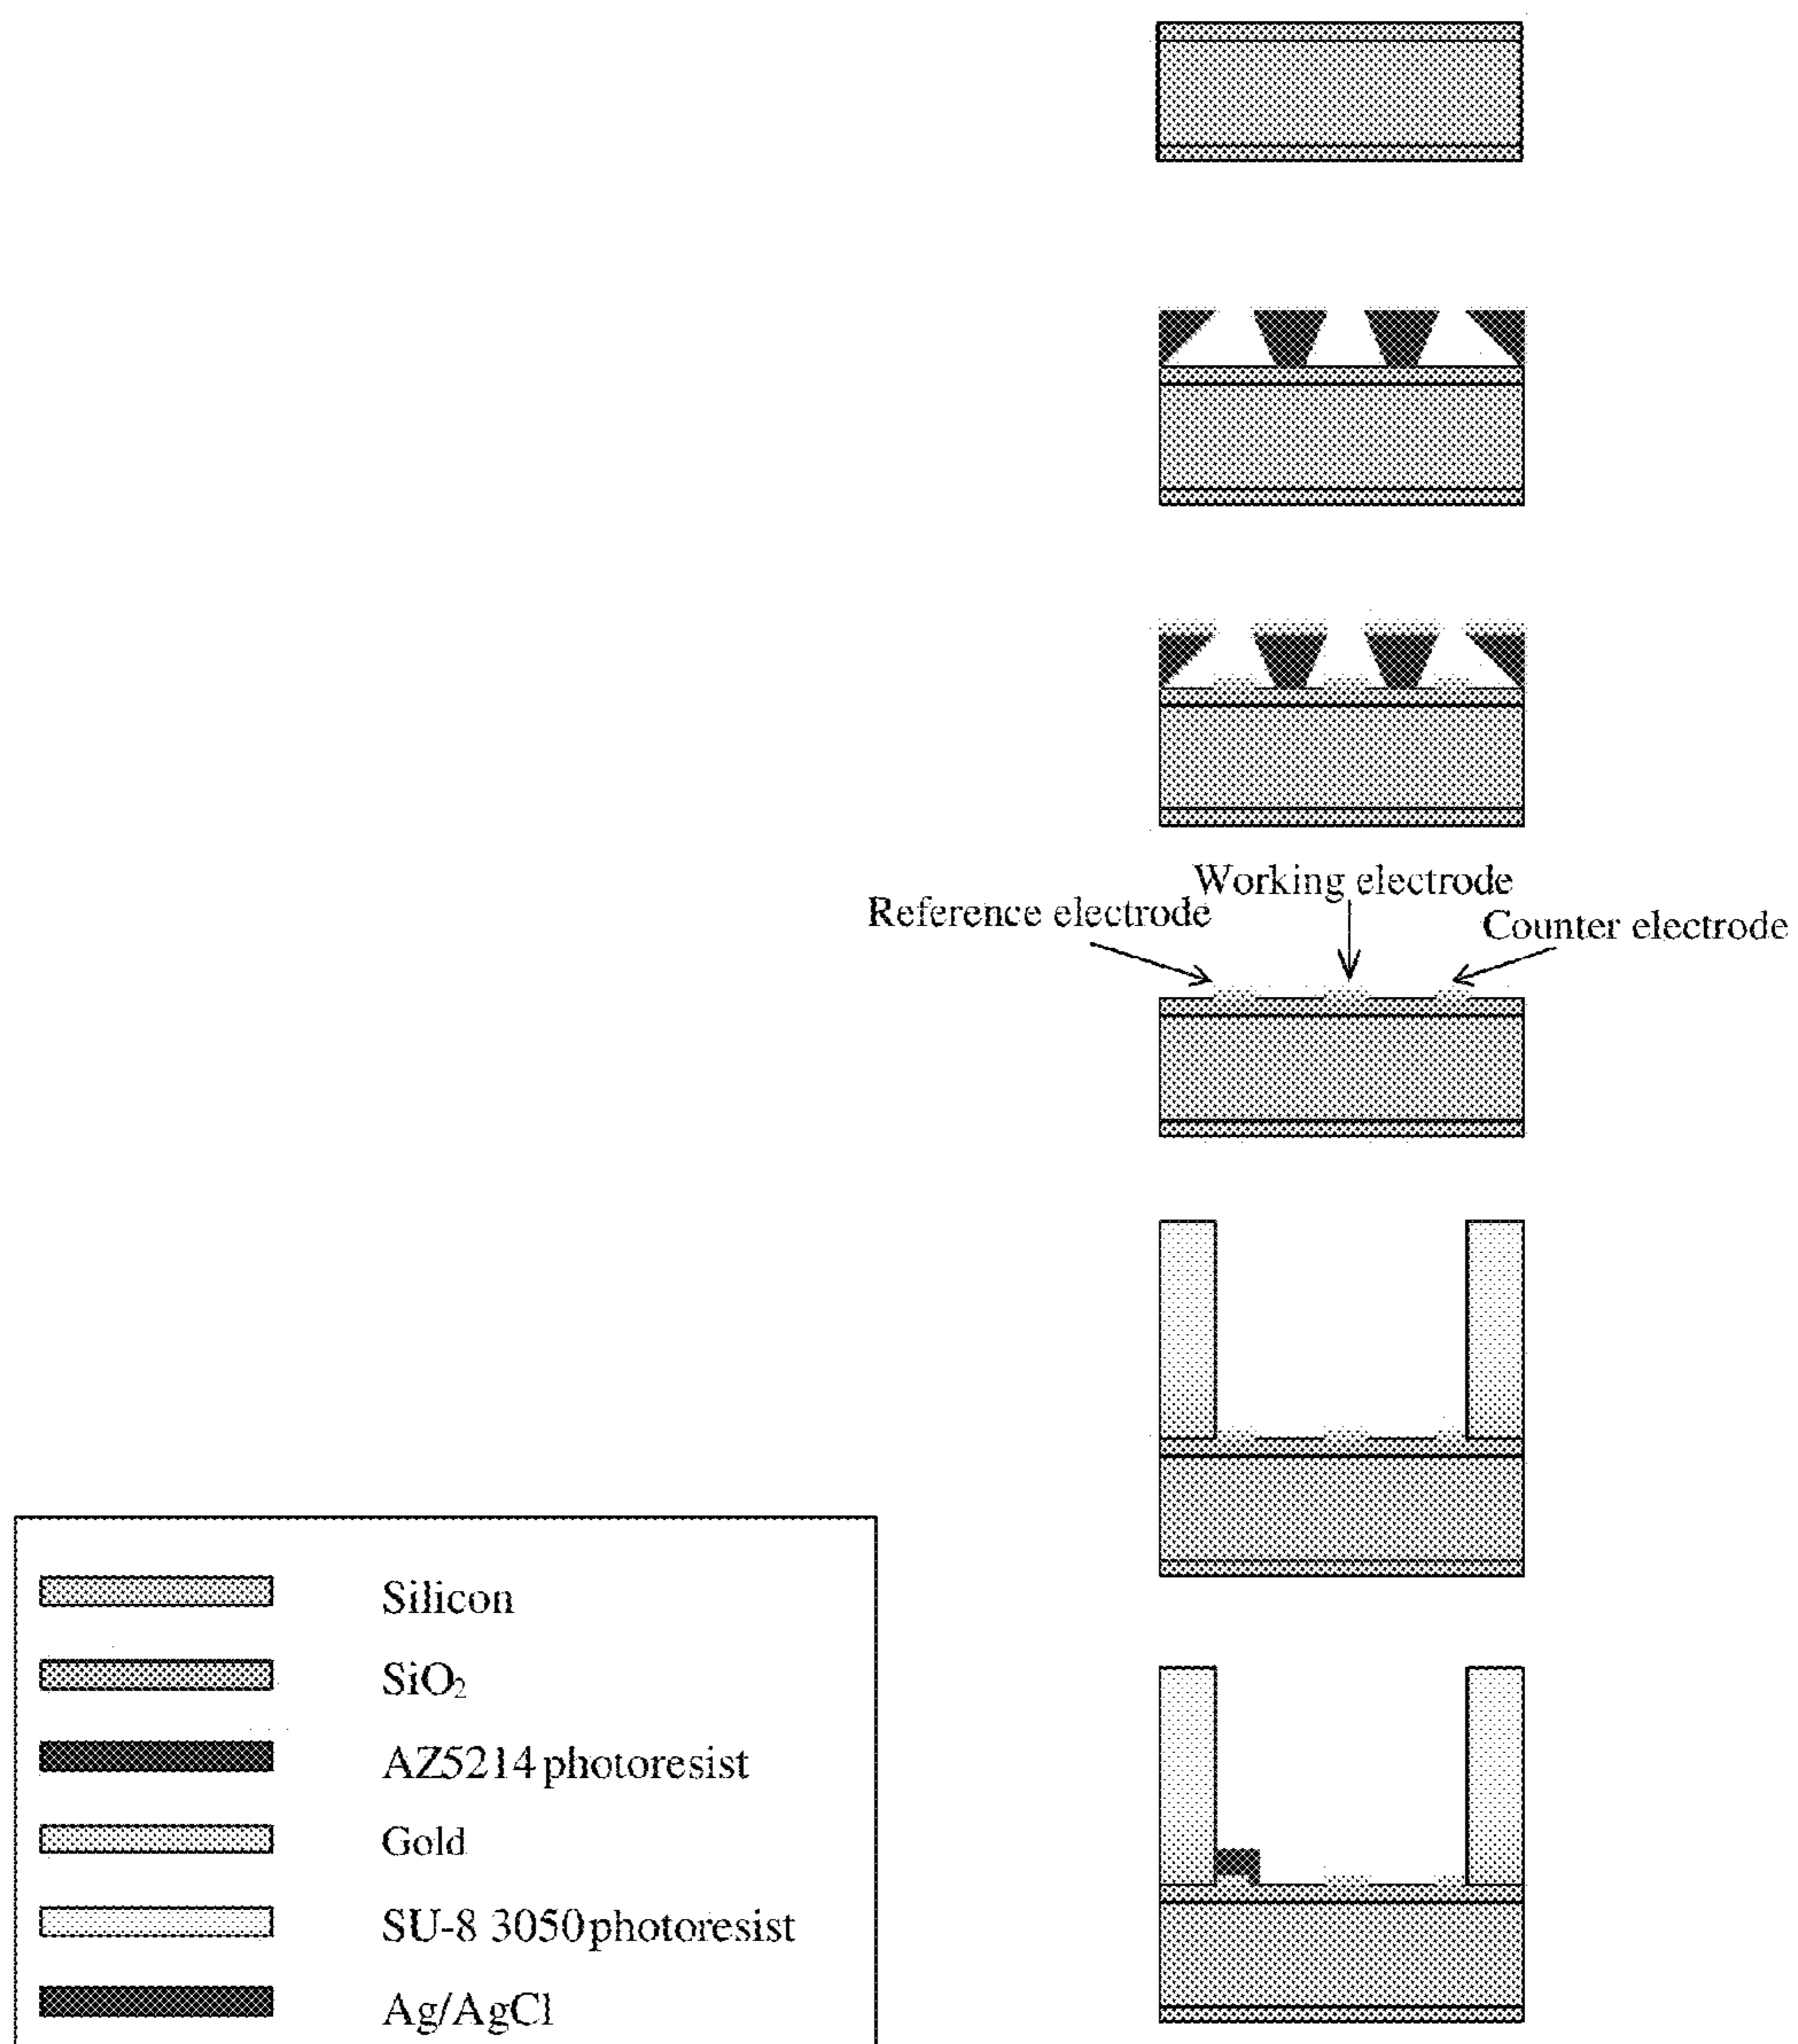 Working electrode
Reference electrode
Counter electrode
Silicon
SiO₂
AZ5214 photoresist
Gold
SU-8 3050 photoresist
Ag/AgCl